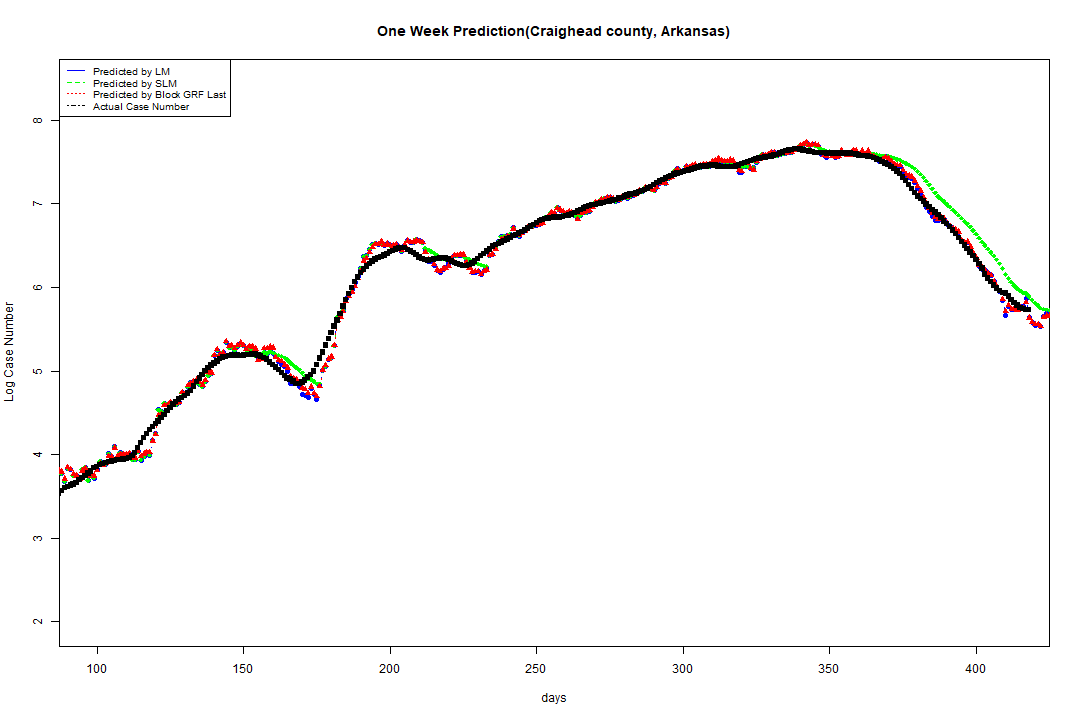 One Week Prediction(Craighead county, Arkansas)
Predicted by LM
Predicted by SLM
Predicted by Block GRF Last
Actual Case Number
8
7
6
5
4
3
2
Log Case Number
100 150 200 250 300 350 400
days